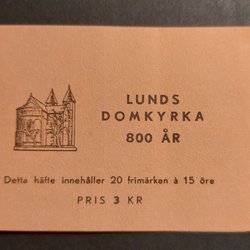 LUNDS
DOMKYRKA
800 ÅR
Detta häfte innehåller 20 frimärken à 15 öre
PRIS 3 KR